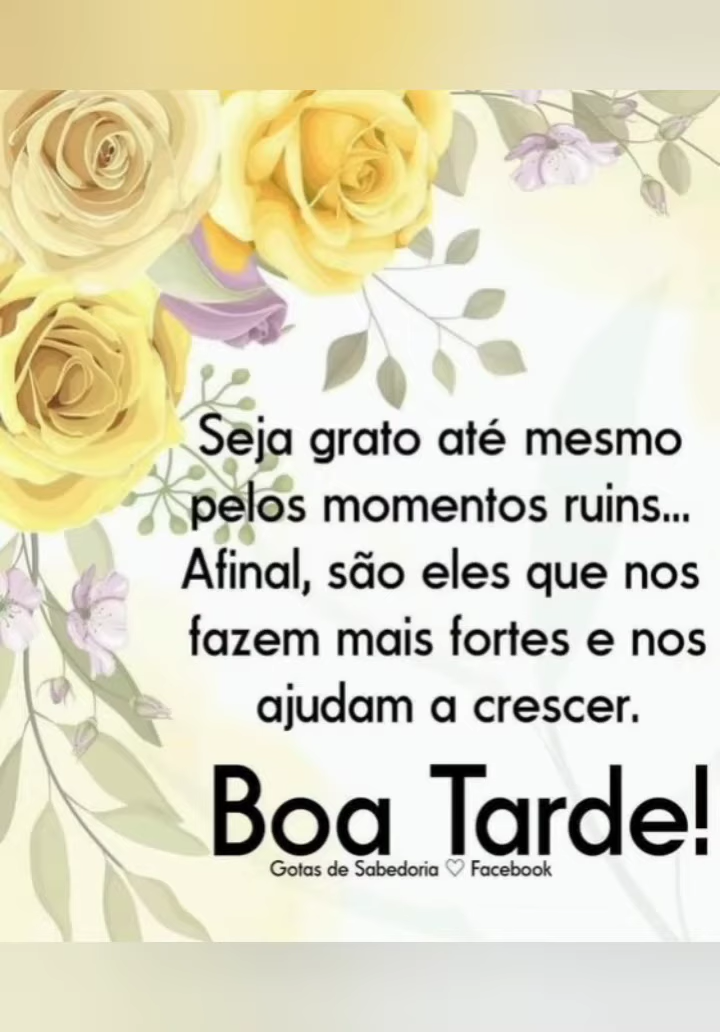 Seja grato até mesmo
pelos momentos ruins...
Afinal, são eles que nos
fazem mais fortes e nos
ajudam a crescer.
Boa Tarde!
Gotas de Sabedoria ♡ Facebook